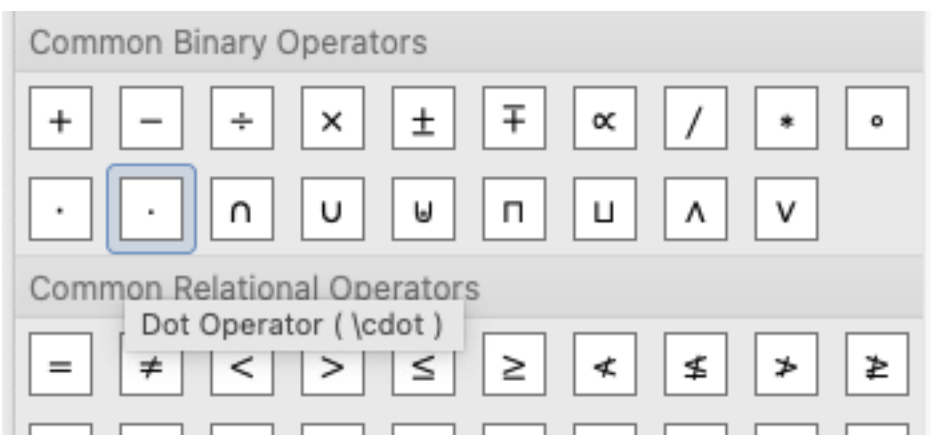 Common Binary Operators
+ − ÷ × ± ∓ ∝ / ∗ ∘
∙ ⋅ ∩ ∪ ⊎ ⊓ ⊔ ∧ ∨
Common Relational Operators
Dot Operator ( \cdot )
= ≠ < > ≤ ≥ ≮ ≰ ≯ ≱